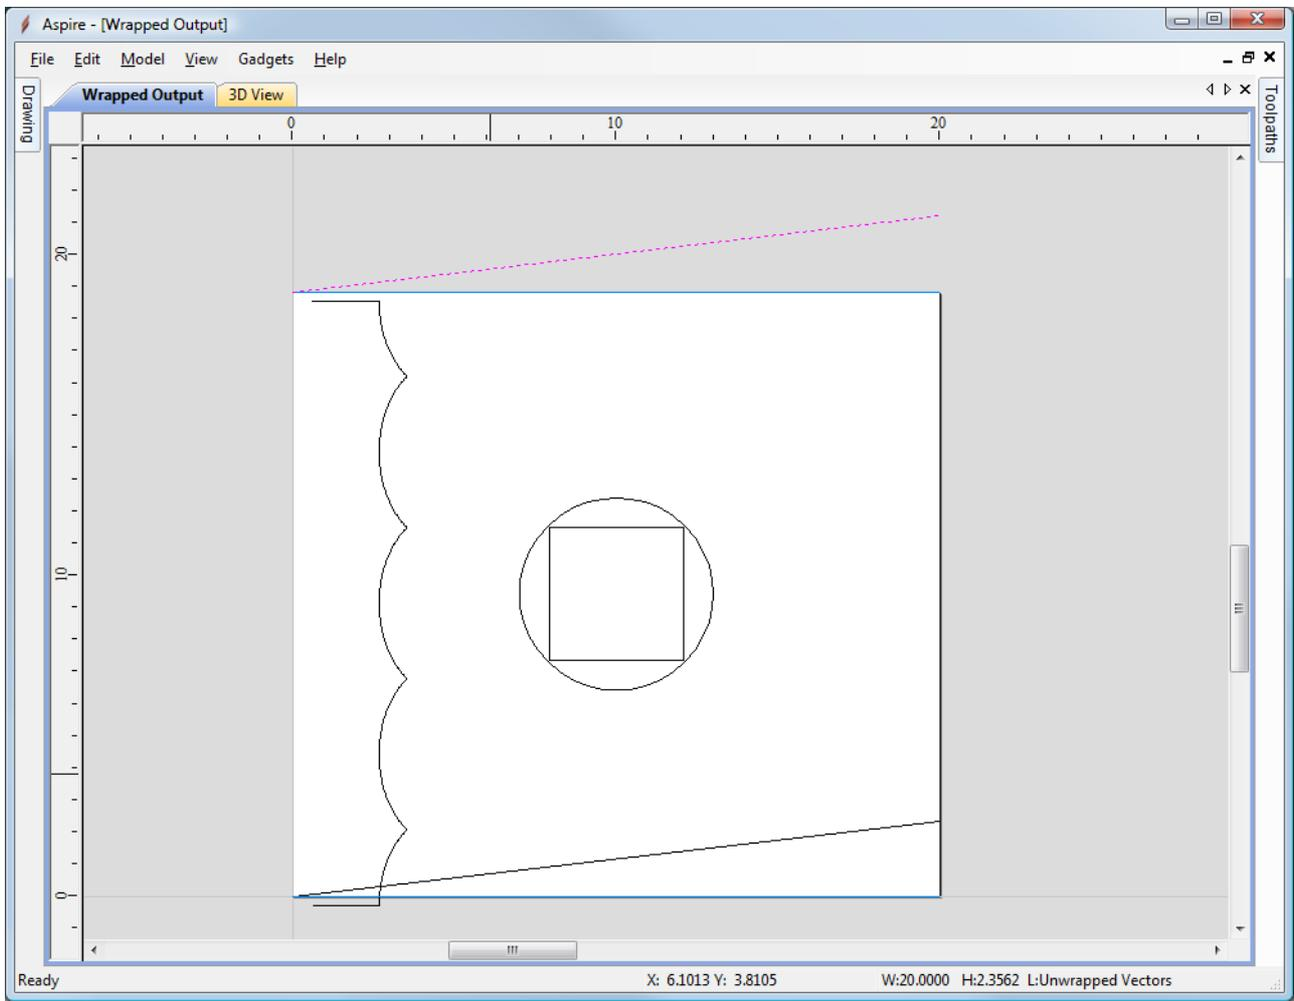 Aspire - [Wrapped Output]
File Edit Model View Gadgets Help
Drawing
Wrapped Output 3D View
Toolpaths
0 10 20
20
10
0
Ready X: 6.1013 Y: 3.8105 W:20.0000 H:2.3562 L:Unwrapped Vectors